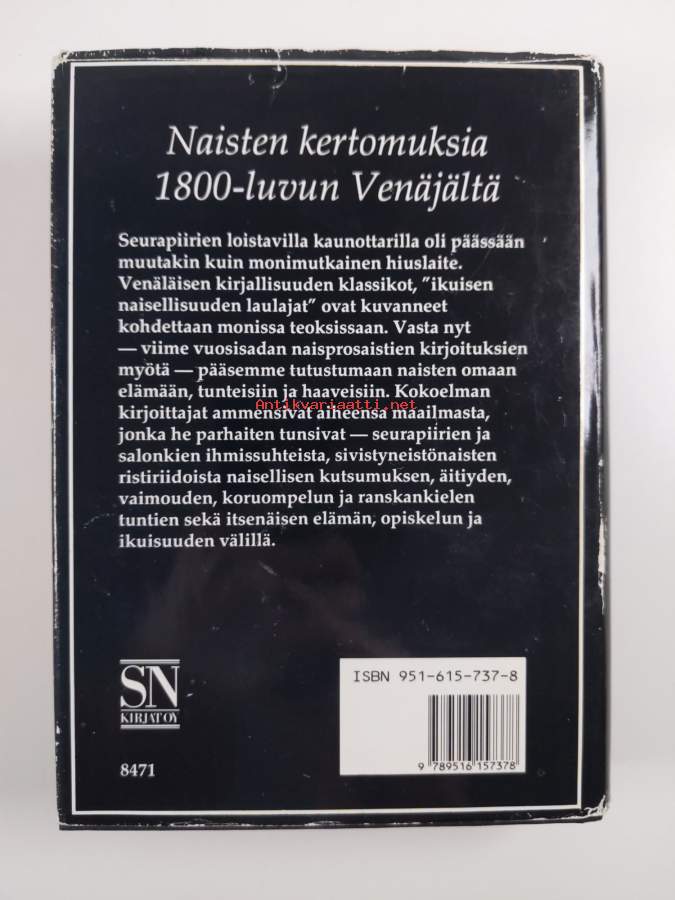 Naisten kertomuksia
1800-luvun Venäjältä
Seurapiirien loistavilla kaunottarilla oli päässään
muutakin kuin monimutkainen hiuslaite.
Venäläisen kirjallisuuden klassikot, ”ikuisen
naisellisuuden laulajat” ovat kuvanneet
kohdettaan monissa teoksissaan. Vasta nyt
— viime vuosisadan naisprosaistien kirjoituksien
myötä — pääsemme tutustumaan naisten omaan
elämään, tunteisiin ja haaveisiin. Kokoelman
Antikvariaatti.net
kirjoittajat ammensivat aiheensa maailmasta,
jonka he parhaiten tunsivat — seurapiirien ja
salonkien ihmissuhteista, sivistyneistönaisten
ristiriidoista naisellisen kutsumuksen, äitiyden,
vaimouden, koruompelun ja ranskankielen
tuntien sekä itsenäisen elämän, opiskelun ja
ikuisuuden välillä.
SN
KIRJAT OY
8471
ISBN 951-615-737-8
9 789516 157378